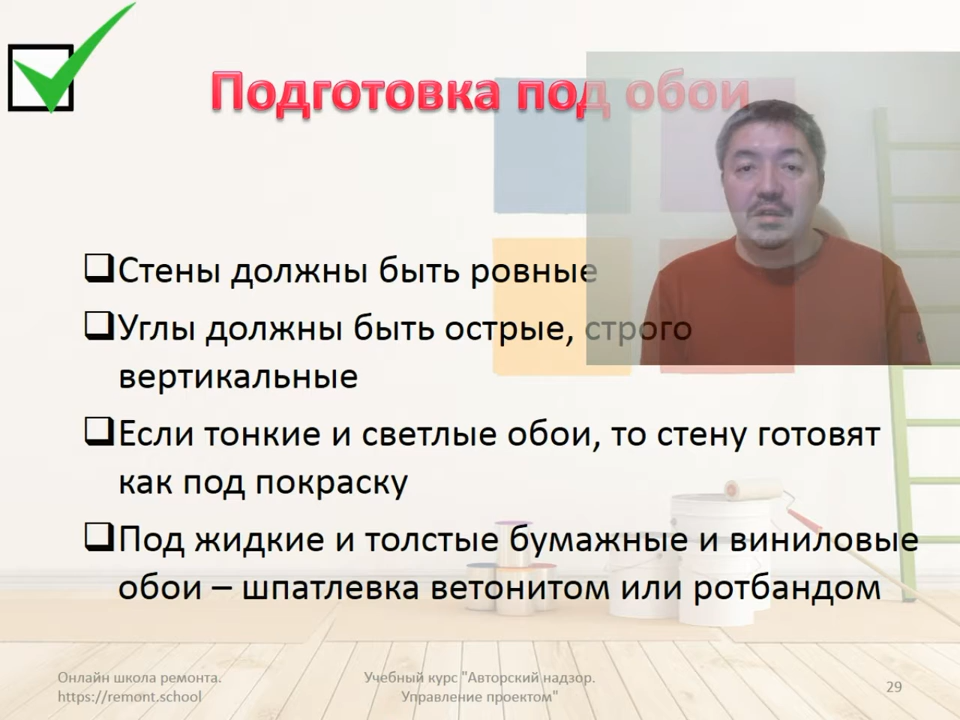 Подготовка под обои
Стены должны быть ровные
Углы должны быть острые, строго
вертикальные
Если тонкие и светлые обои, то стену готовят
как под покраску
Под жидкие и толстые бумажные и виниловые
обои – шпатлевка ветонитом или ротбандом
Онлайн школа ремонта.
https://remont.school
Учебный курс "Авторский надзор.
Управление проектом"
29